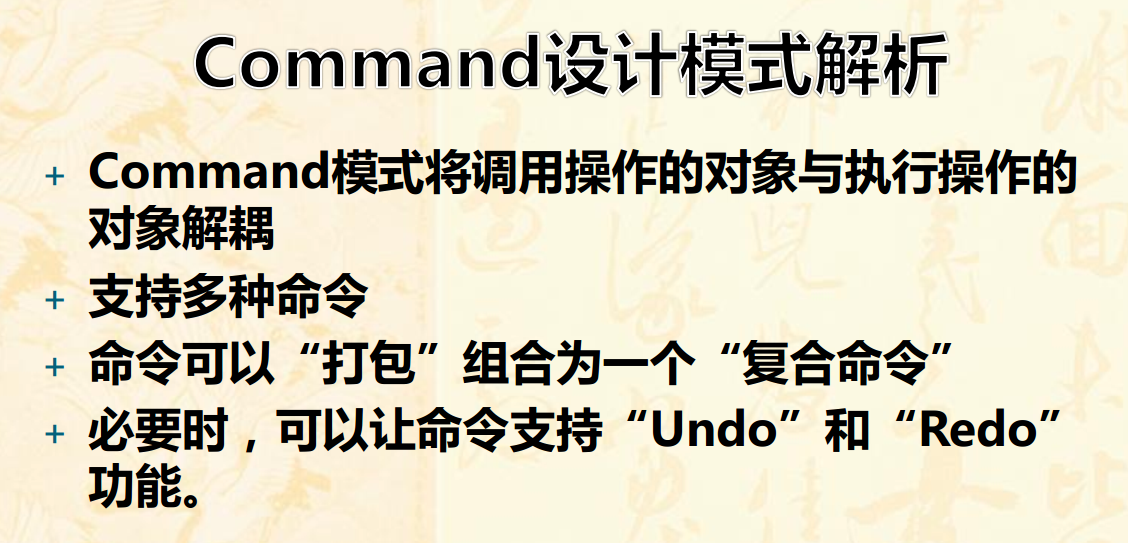 Command设计模式解析
+ Command模式将调用操作的对象与执行操作的
对象解耦
+ 支持多种命令
+ 命令可以“打包”组合为一个“复合命令”
+ 必要时，可以让命令支持“Undo”和“Redo”
功能。